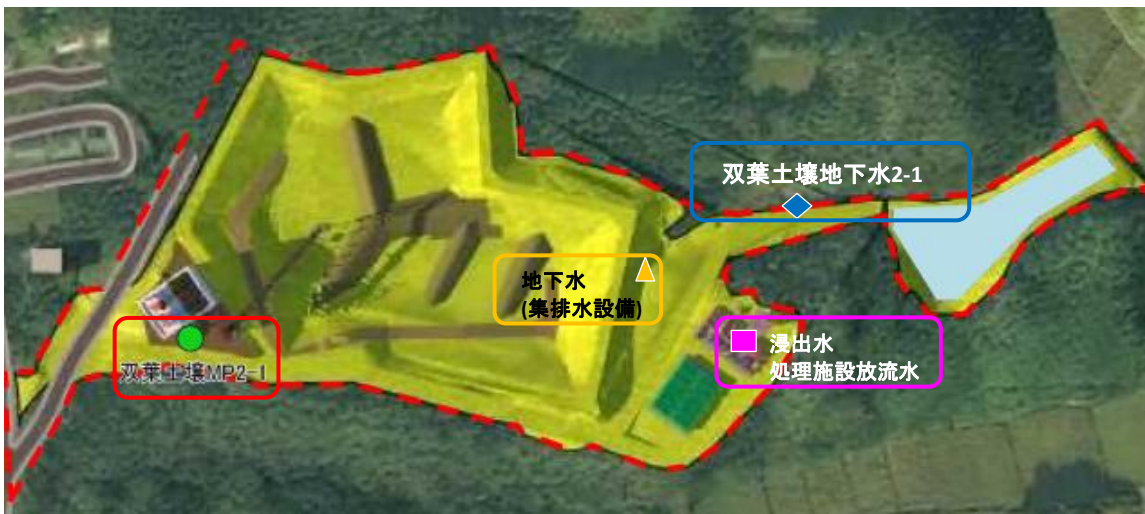 双葉土壌地下水2-1
地下水
(集排水設備)
浸出水
処理施設放流水
双葉土壌MP2-1